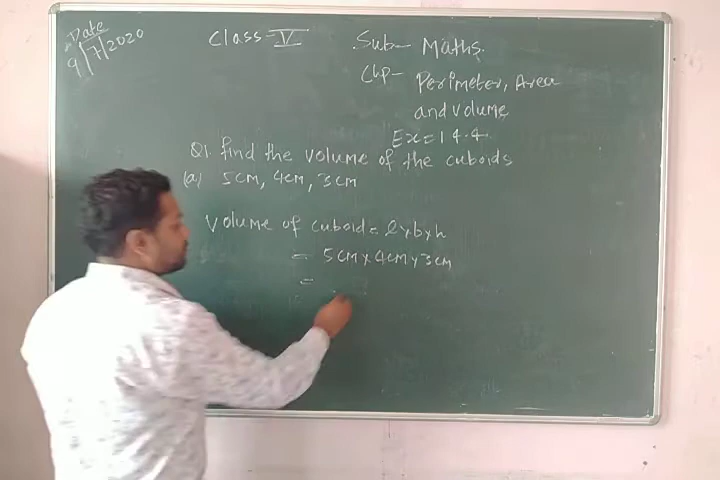 Date
9/7/2020
Class-V
Sub- Maths.
Chp- Perimeter, Area
and volume
Ex=14.4
Q1. find the volume of the cuboids
(a) 5cm, 4cm, 3cm
Volume of cuboid = l×b×h
= 5cm×4cm×3cm
=